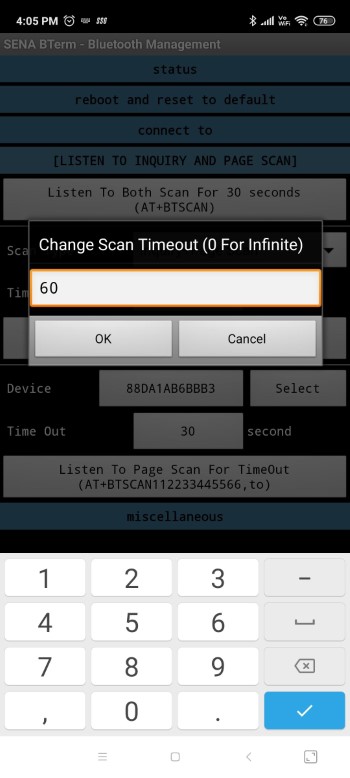 4:05 PM
Vo
WiFi
76
SENA BTerm - Bluetooth Management
status
reboot and reset to default
connect to
[LISTEN TO INQUIRY AND PAGE SCAN]
Listen To Both Scan For 30 seconds
(AT+BTSCAN)
Sca
Change Scan Timeout (0 For Infinite)
Tim
60
OK
Cancel
Device
88DA1AB6BBB3
Select
Time Out
30
second
Listen To Page Scan For TimeOut
(AT+BTSCAN112233445566,to)
miscellaneous
1 2 3 –
4 5 6
7 8 9
, 0 .